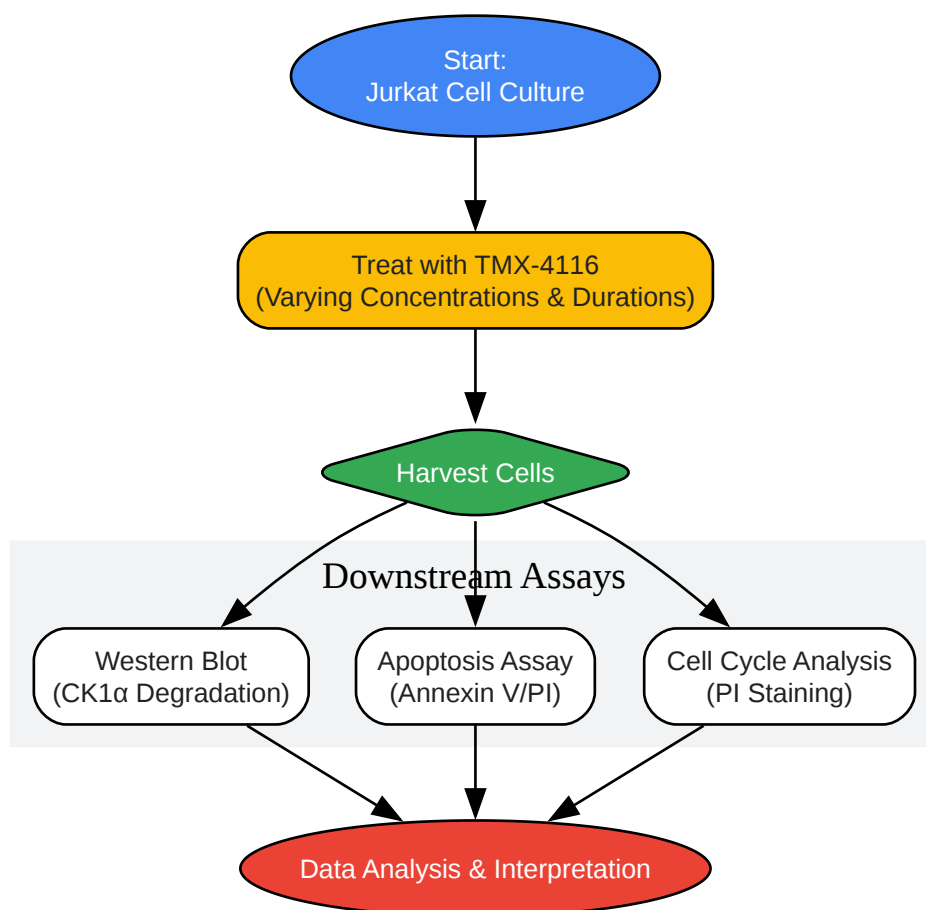 Start:
Jurkat Cell Culture
Treat with TMX-4116
(Varying Concentrations & Durations)
Harvest Cells
Downstream Assays
Western Blot
(CK1α Degradation)
Apoptosis Assay
(Annexin V/PI)
Cell Cycle Analysis
(PI Staining)
Data Analysis & Interpretation